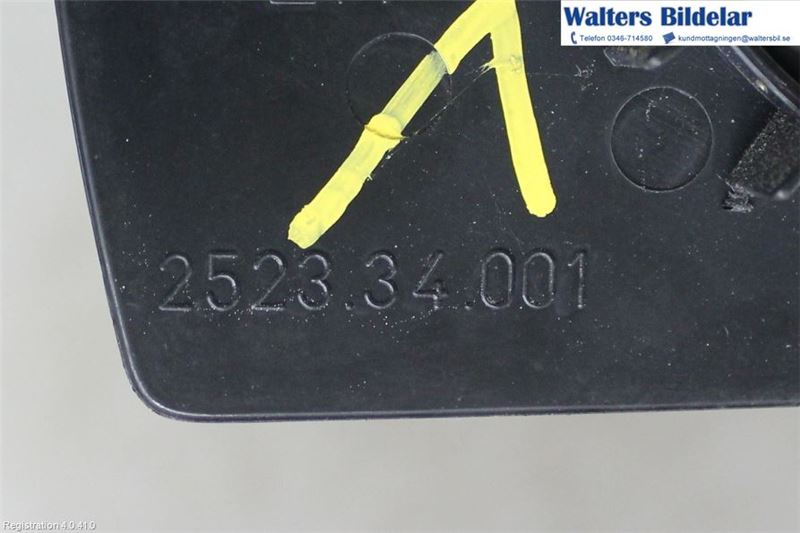 Walters Bildelar
Telefon 0346-714580 kundmottagningen@waltersbil.se
2523.34.001
Registration 4.0.41.0